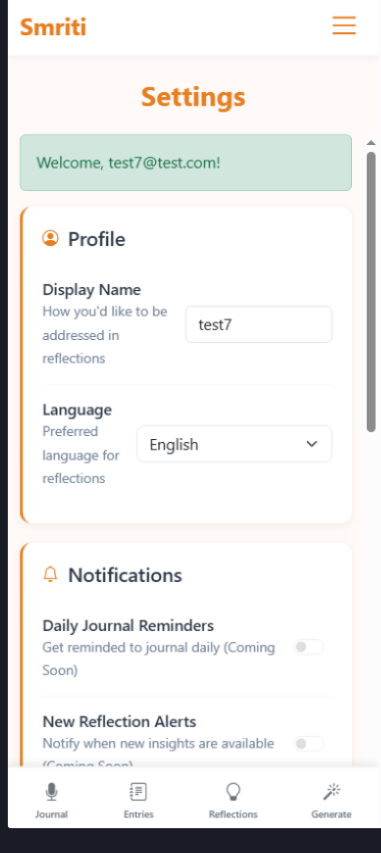 Smriti
Settings
Welcome, test7@test.com!
Profile
Display Name
How you'd like to be
addressed in
reflections
test7
Language
Preferred
language for
reflections
English
Notifications
Daily Journal Reminders
Get reminded to journal daily (Coming
Soon)
New Reflection Alerts
Notify when new insights are available
(Coming Soon)
Journal
Entries
Reflections
Generate